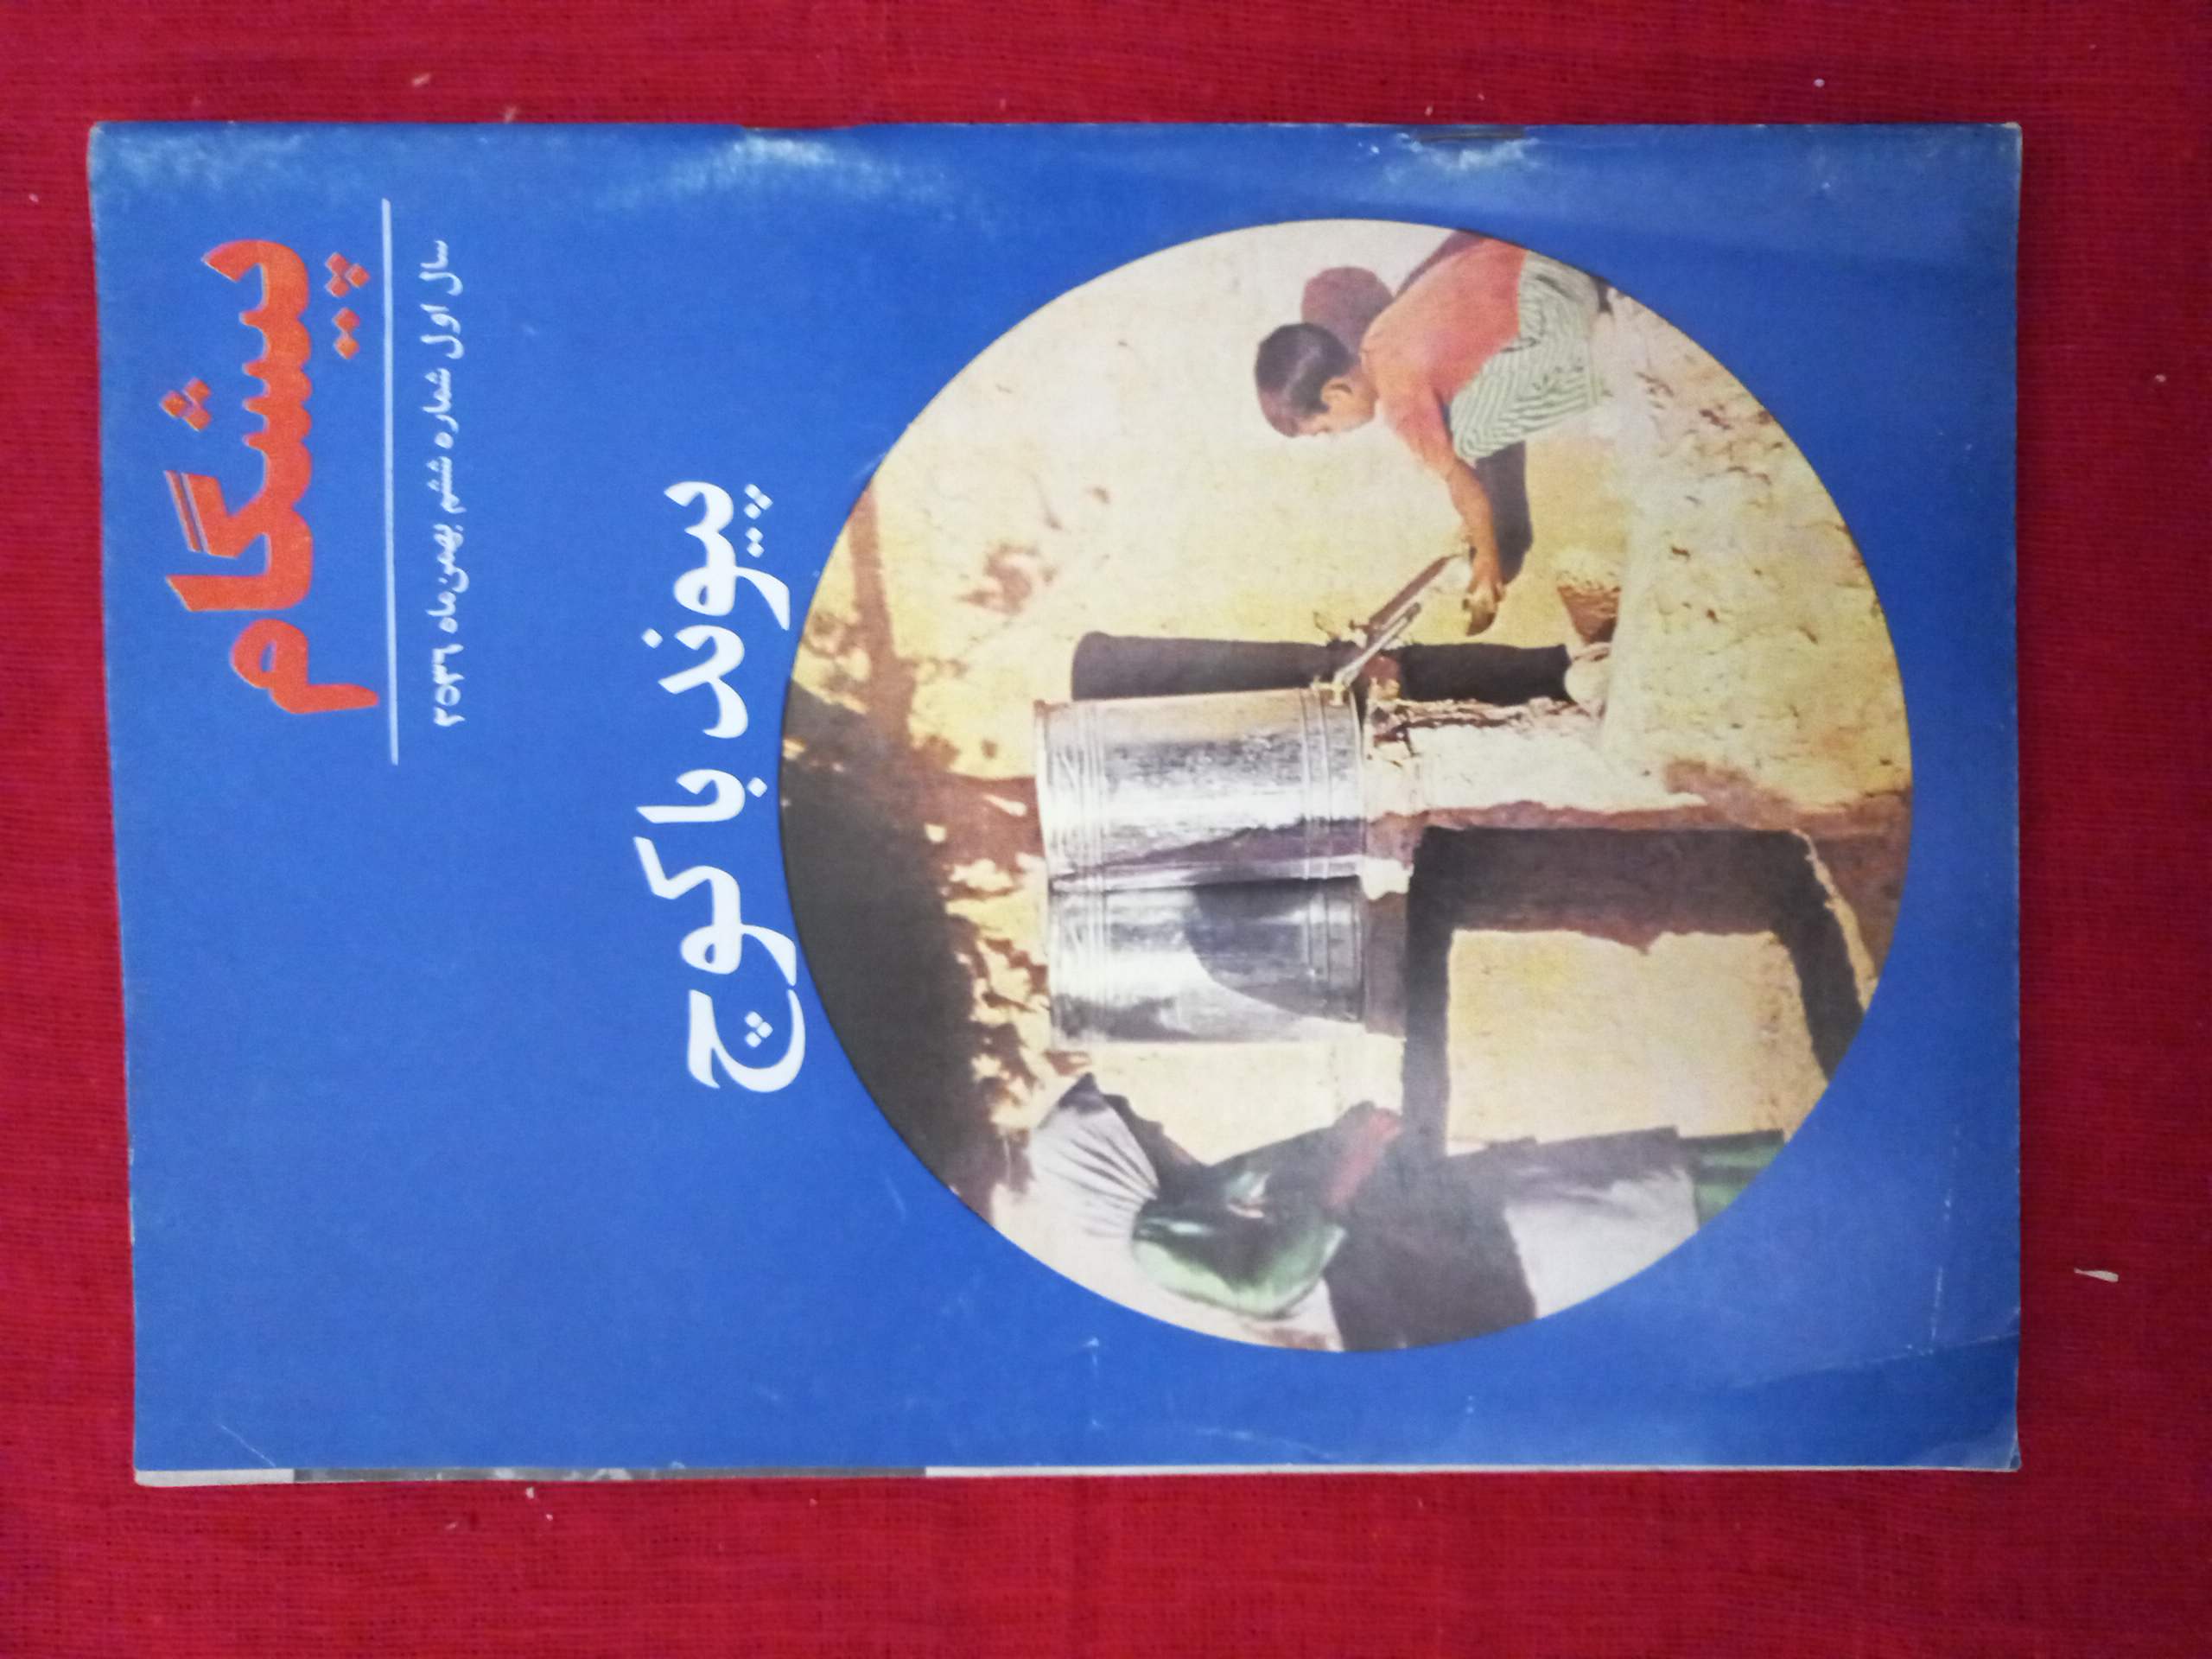 پیشگام
سال اول شماره ششم بهمن‌ماه ۲۵۳۶
پیوند با کوچ